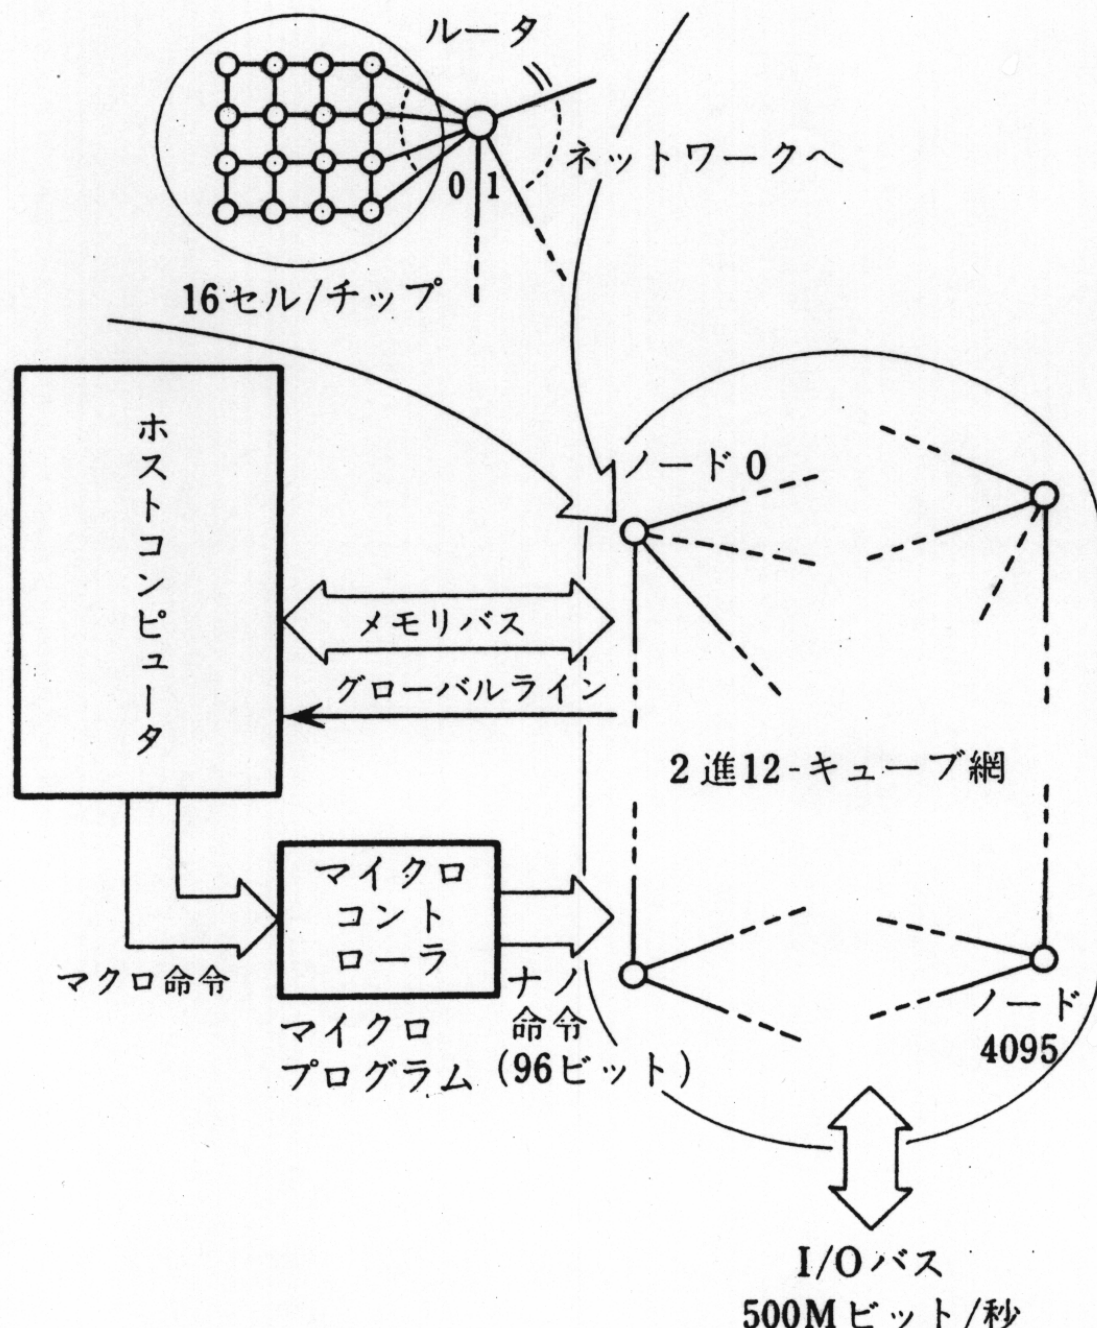 ルータ
ネットワークへ
0 1
16セル/チップ
ホストコンピュータ
ノード 0
メモリバス
グローバルライン
2進12-キューブ網
マイクロ
コント
ローラ
マクロ命令
マイクロ
プログラム
ナノ
命令
(96ビット)
ノード
4095
I/Oバス
500Mビット/秒